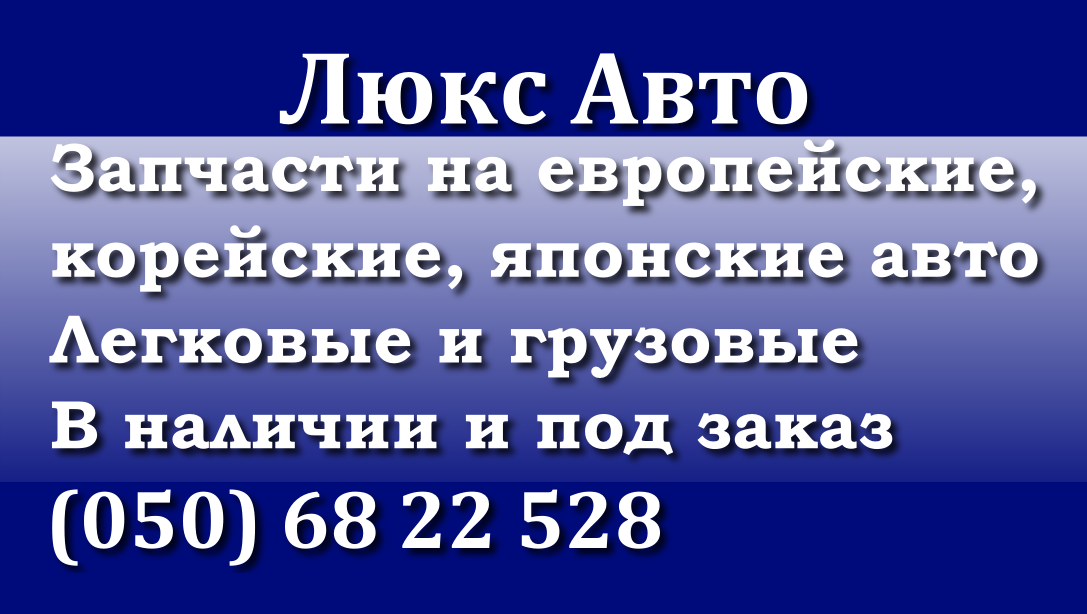 Люкс Авто
Запчасти на европейские,
корейские, японские авто
Легковые и грузовые
В наличии и под заказ
(050) 68 22 528